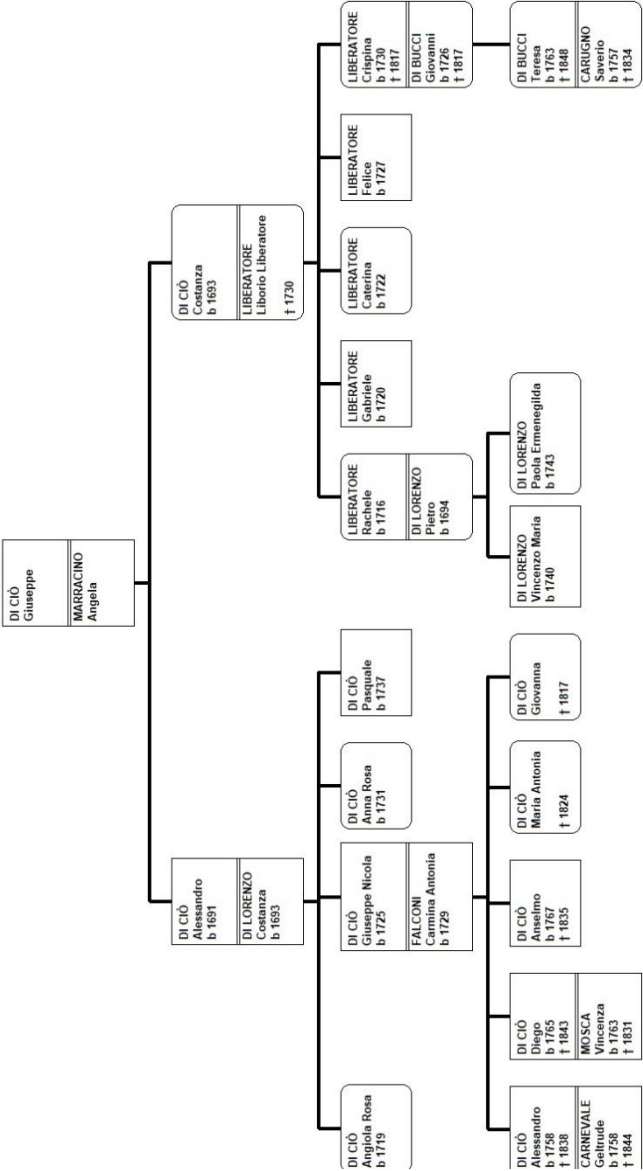 DI CIÒ
Giuseppe
MARRACINO
Angela
DI CIÒ
Alessandro
b 1691
DI LORENZO
Costanza
b 1693
DI CIÒ
Costanza
b 1693
LIBERATORE
Liborio Liberatore
† 1730
DI CIÒ
Angiola Rosa
b 1719
DI CIÒ
Giuseppe Nicola
b 1725
FALCONI
Carmina Antonia
b 1729
DI CIÒ
Anna Rosa
b 1731
DI CIÒ
Pasquale
b 1737
LIBERATORE
Rachele
b 1716
DI LORENZO
Pietro
b 1694
LIBERATORE
Gabriele
b 1720
LIBERATORE
Caterina
b 1722
LIBERATORE
Felice
b 1727
LIBERATORE
Crispina
b 1730
† 1817
DI BUCCI
Giovanni
b 1726
† 1817
DI CIÒ
Alessandro
b 1758
† 1838
CARNEVALE
Geltrude
b 1758
† 1844
DI CIÒ
Diego
b 1765
† 1843
MOSCA
Vincenza
b 1763
† 1831
DI CIÒ
Anselmo
b 1767
† 1835
DI CIÒ
Maria Antonia
† 1824
DI CIÒ
Giovanna
† 1817
DI LORENZO
Vincenzo Maria
b 1740
DI LORENZO
Paola Ermenegilda
b 1743
DI BUCCI
Teresa
b 1763
† 1848
CARUGNO
Saverio
b 1757
† 1834